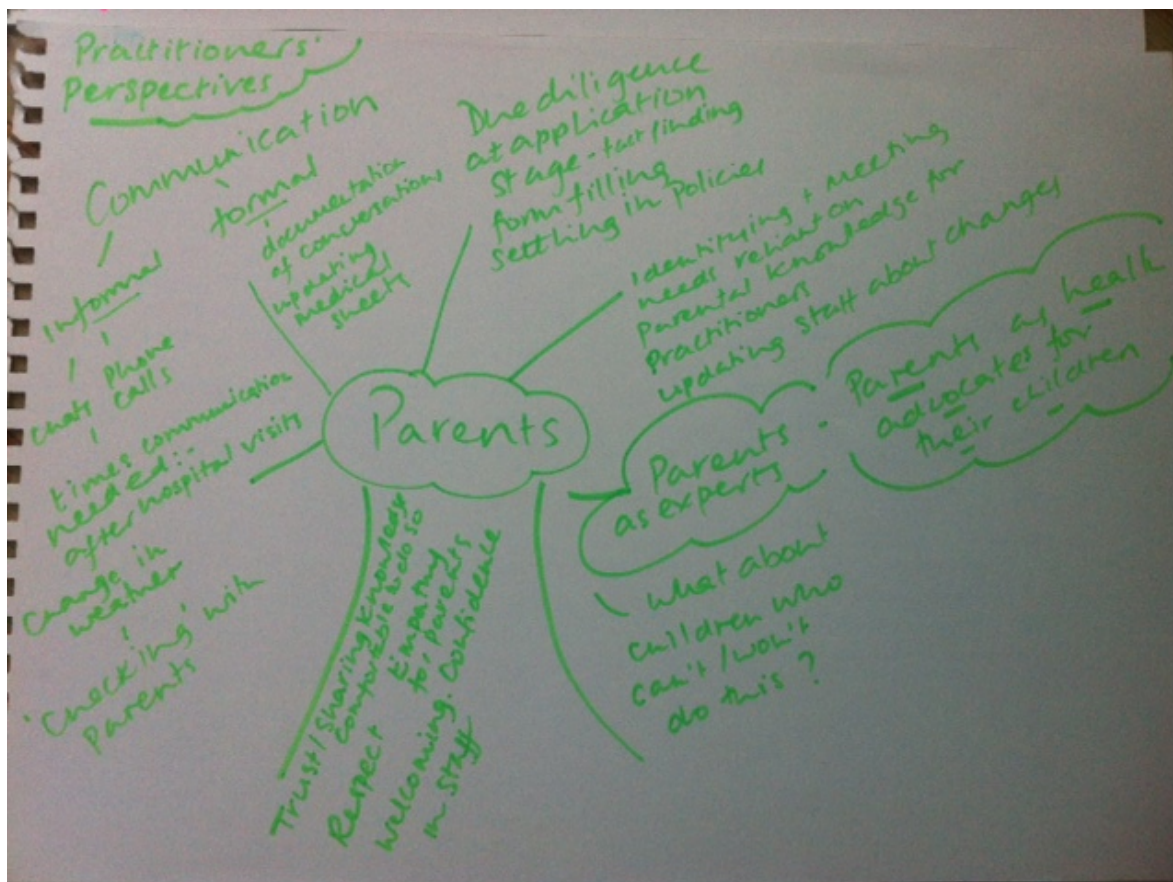 Practitioners'
Perspectives
Communication
formal
documentation
of conversations
updating
medical
sheets
informal
chats
phone
calls
times communication
needed:-
after hospital visits
change in
weather
'checking' with
parents
Due diligence
at application
stage - fact finding
form filling
settling in policies
identifying + meeting
needs reliant on
parental knowledge for
practitioners
updating staff about changes
Parents
Parents
as experts
Parents as health
advocates for
their children
what about
children who
can't/won't
do this?
Trust/Sharing knowledge
comfortable to do so
Respect
Empathy
for parents
welcoming. Confidence
in staff